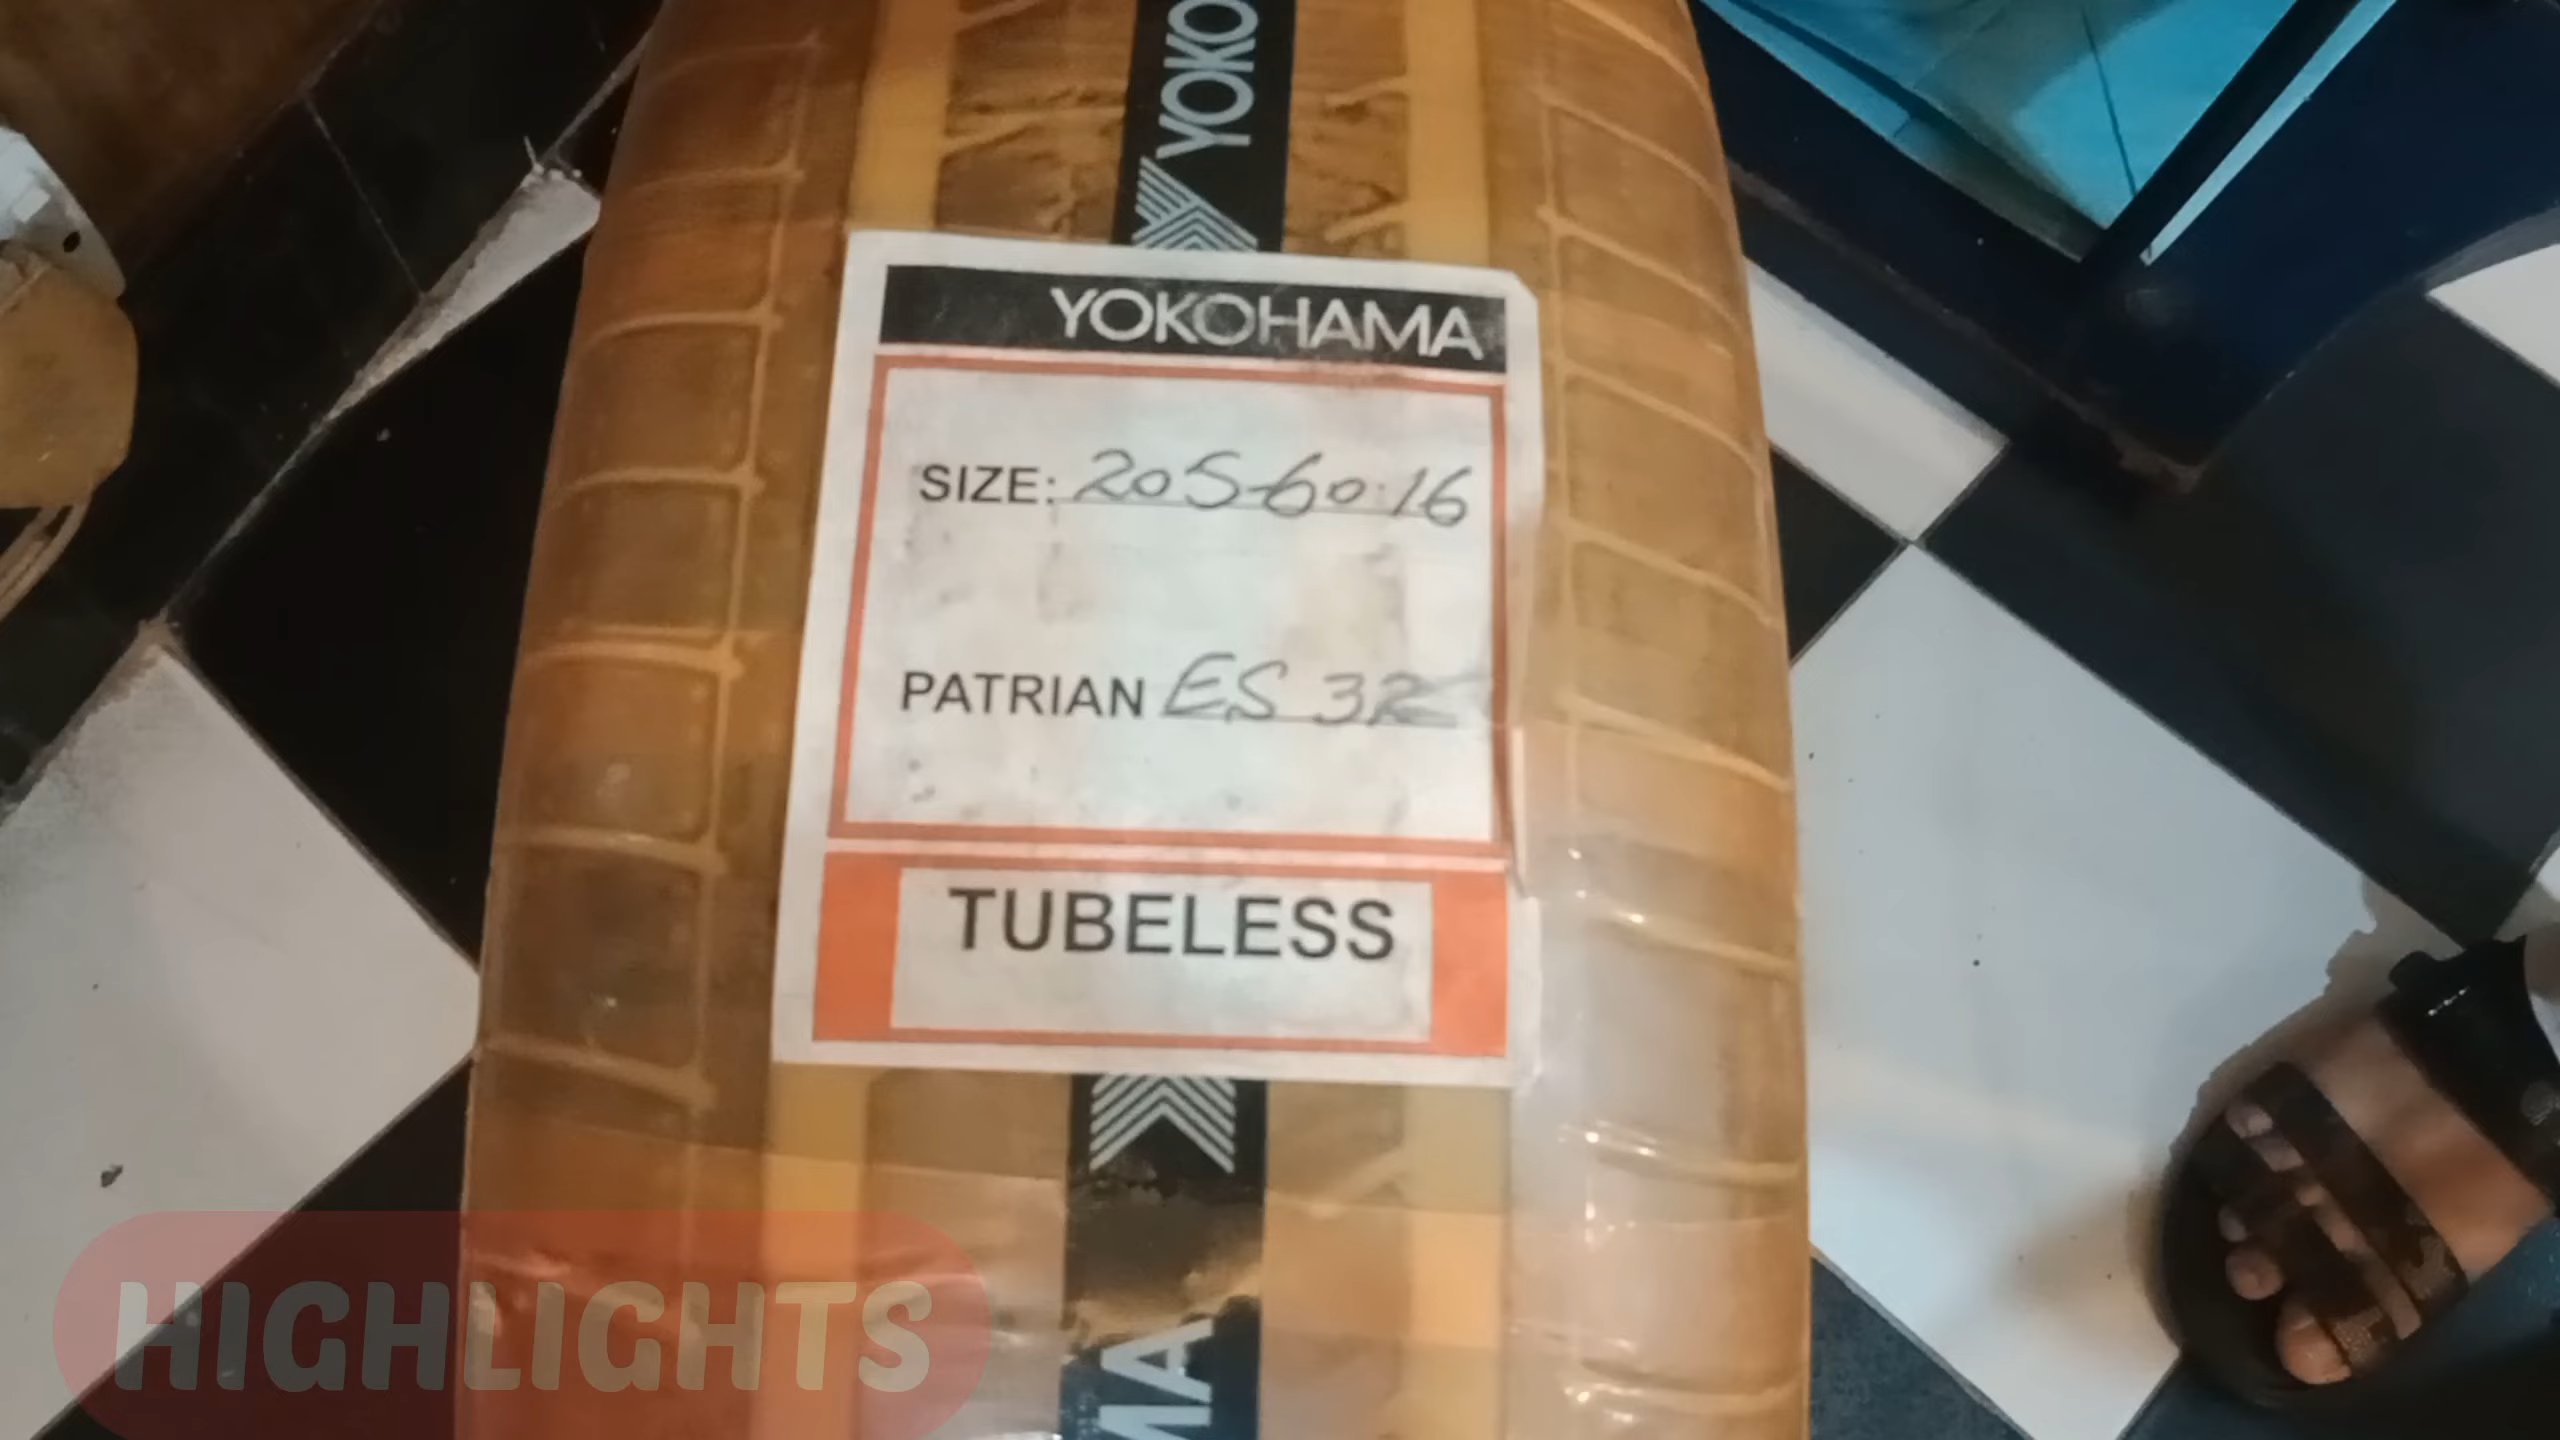 YOKO
YOKOHAMA
SIZE: 205-60·16
PATRIAN ES 32
TUBELESS
MA
HIGHLIGHTS